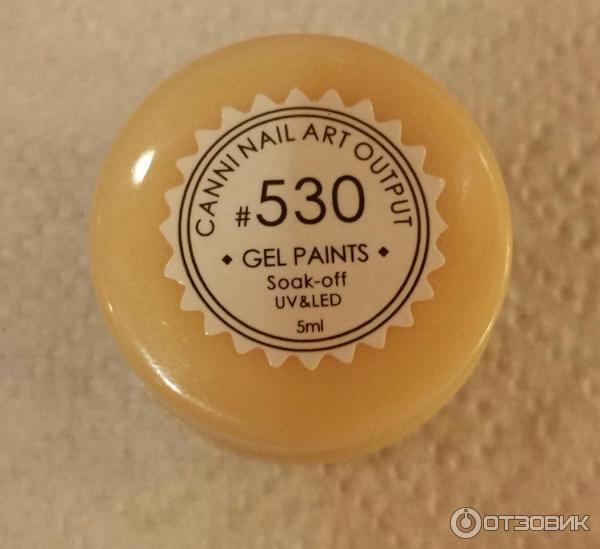 CANNI NAIL ART OUTPUT
#530
GEL PAINTS
Soak-off
UV&LED
5ml
ОТЗОВИК